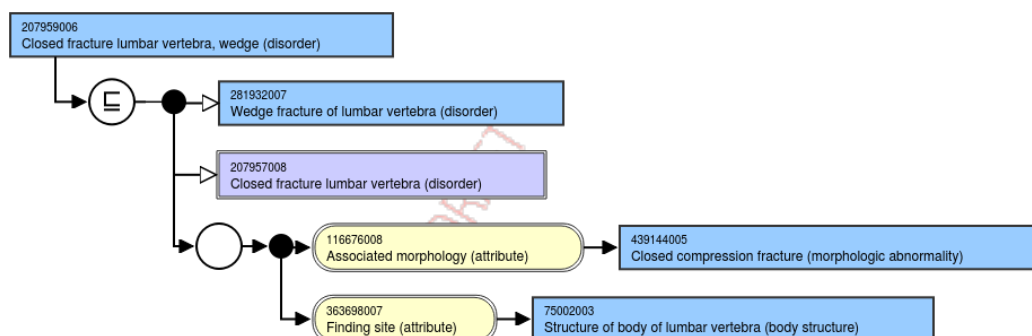 207959006
Closed fracture lumbar vertebra, wedge (disorder)
⊑
281932007
Wedge fracture of lumbar vertebra (disorder)
207957008
Closed fracture lumbar vertebra (disorder)
116676008
Associated morphology (attribute)
439144005
Closed compression fracture (morphologic abnormality)
363698007
Finding site (attribute)
75002003
Structure of body of lumbar vertebra (body structure)